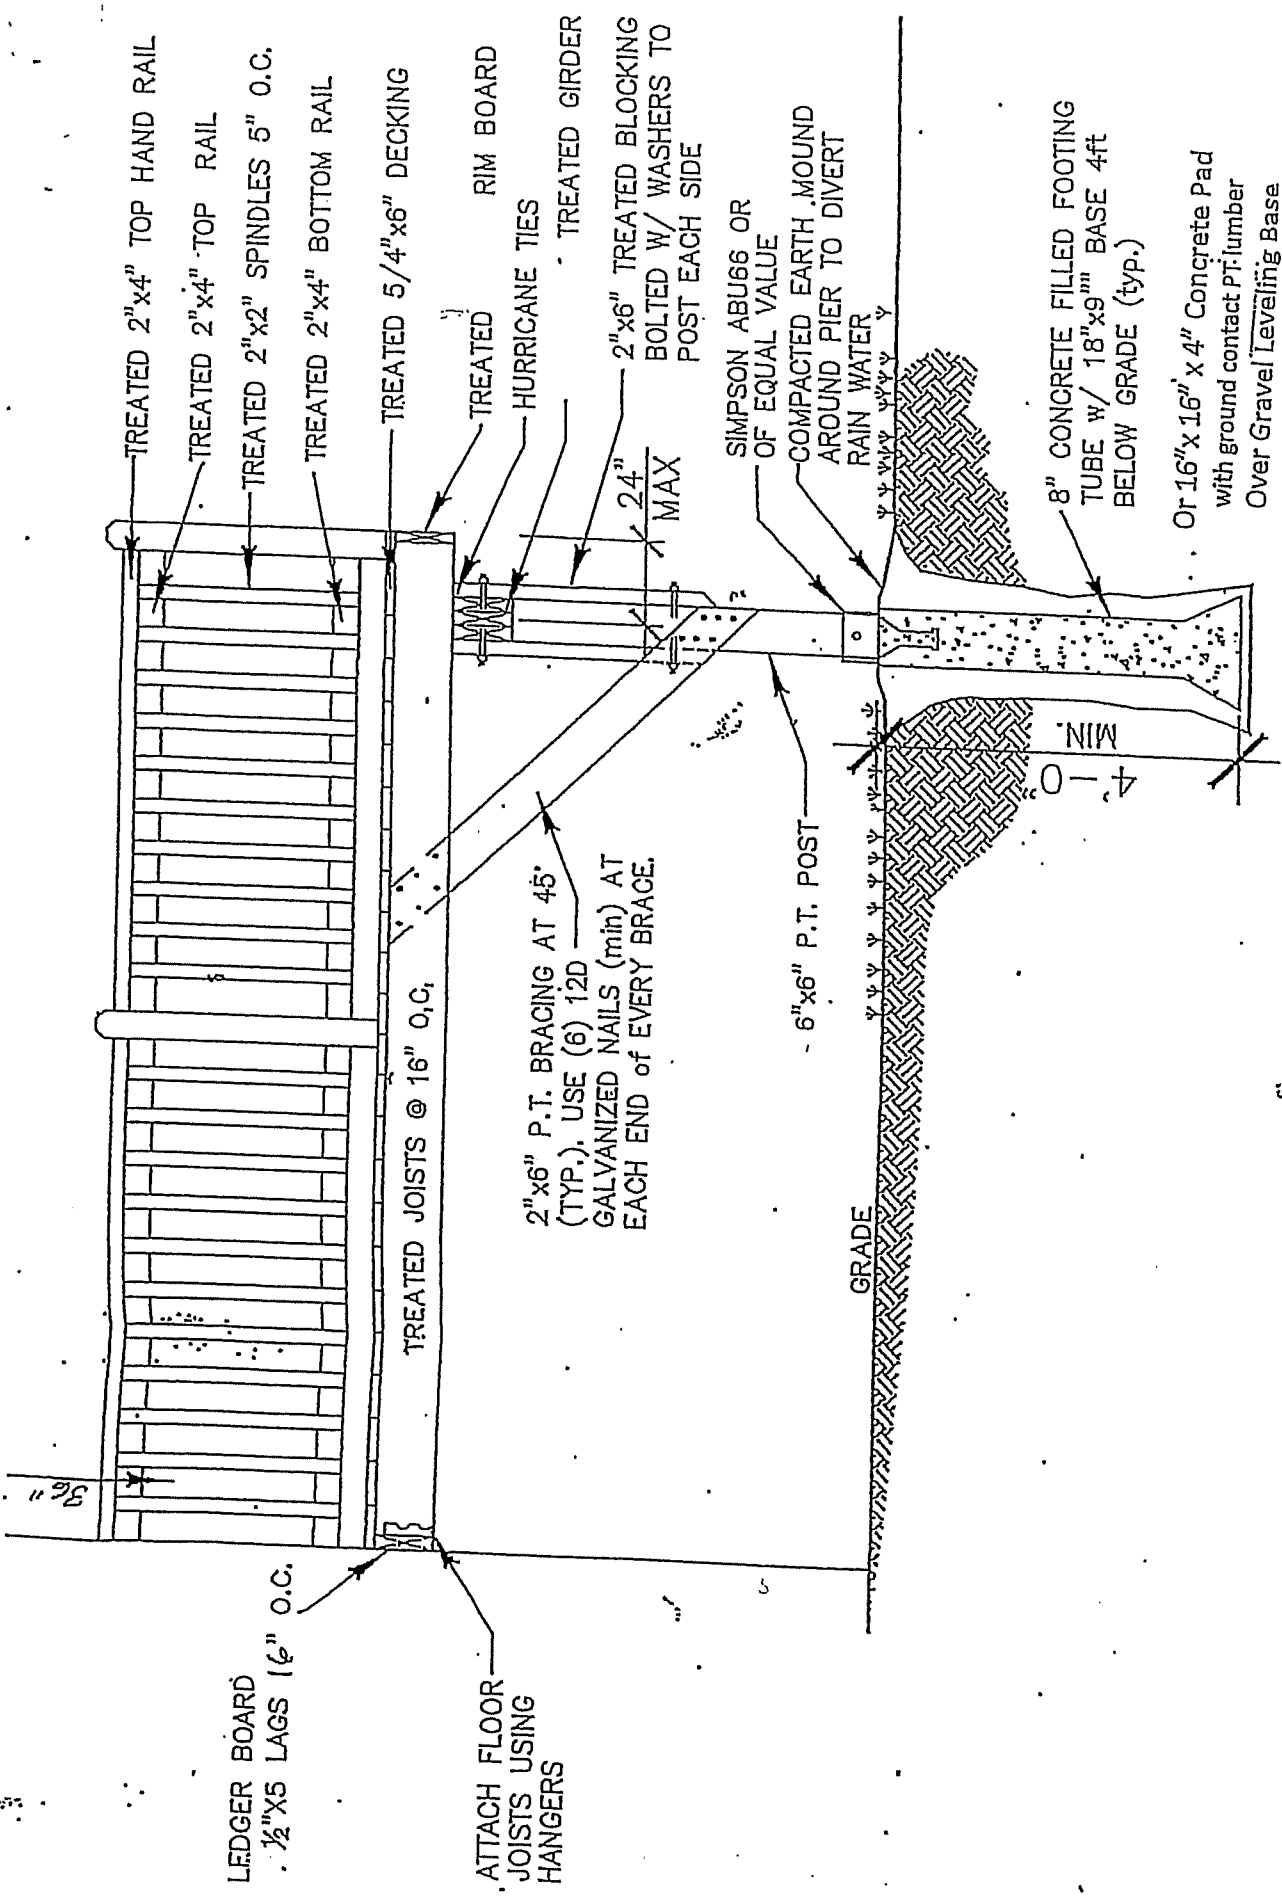 TREATED 2"x4" TOP HAND RAIL
TREATED 2"x4" TOP RAIL
TREATED 2"x2" SPINDLES 5" O.C.
TREATED 2"x4" BOTTOM RAIL
TREATED 5/4"x6" DECKING
TREATED RIM BOARD
HURRICANE TIES
TREATED GIRDER
2"x6" TREATED BLOCKING
BOLTED W/ WASHERS TO
POST EACH SIDE
24"
MAX
SIMPSON ABU66 OR
OF EQUAL VALUE
COMPACTED EARTH MOUND
AROUND PIER TO DIVERT
RAIN WATER
8" CONCRETE FILLED FOOTING
TUBE w/ 18"x9"" BASE 4ft
BELOW GRADE (typ.)
Or 16"x 16" x 4" Concrete Pad
with ground contact PT lumber
Over Gravel Leveling Base
36"
TREATED JOISTS @ 16" O.C.
2"x6" P.T. BRACING AT 45°
(TYP.). USE (6) 12D
GALVANIZED NAILS (min) AT
EACH END of EVERY BRACE.
6"x6" P.T. POST
4'-0"
MIN.
GRADE
LEDGER BOARD
½"X5 LAGS 16" O.C.
ATTACH FLOOR
JOISTS USING
HANGERS